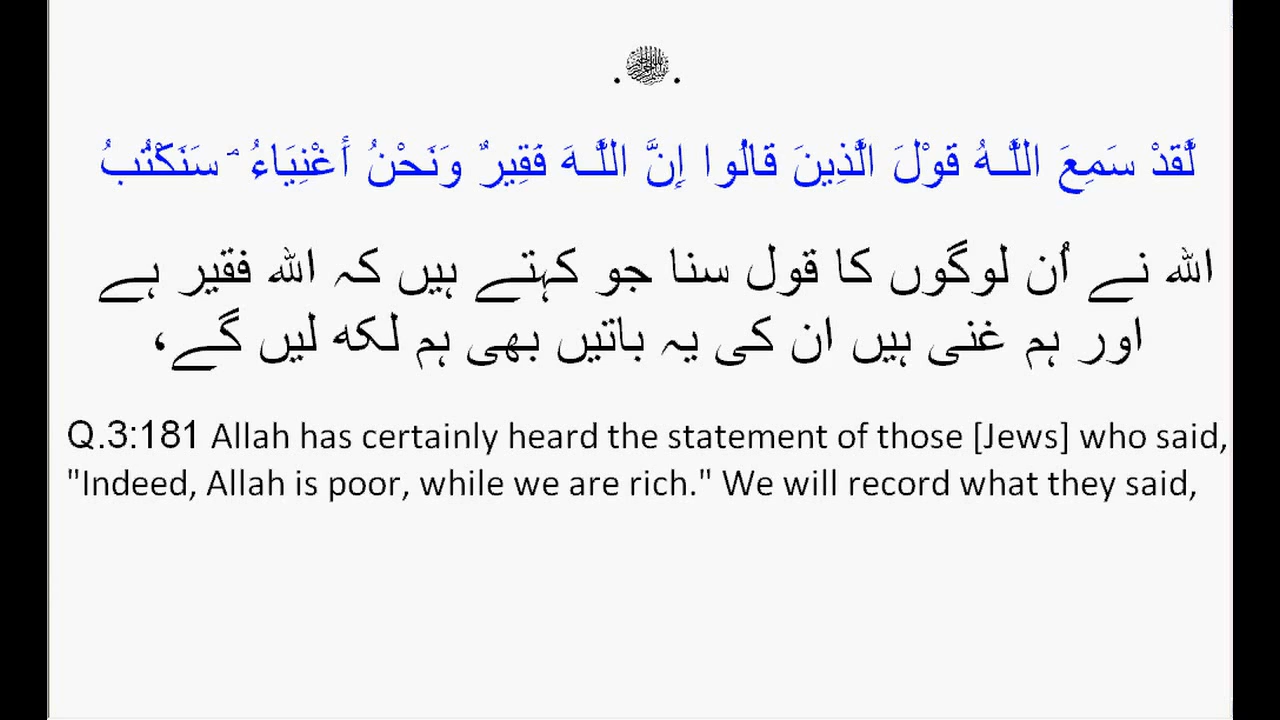 .﷽.
لَّقَدْ سَمِعَ اللَّـهُ قَوْلَ الَّذِينَ قَالُوا إِنَّ اللَّـهَ فَقِيرٌ وَنَحْنُ أَغْنِيَاءُ ۘ سَنَكْتُبُ
الله نے اُن لوگوں کا قول سنا جو کہتے ہیں کہ الله فقیر ہے
اور ہم غنی ہیں ان کی یہ باتیں بھی ہم لکھ لیں گے،
Q.3:181 Allah has certainly heard the statement of those [Jews] who said,
"Indeed, Allah is poor, while we are rich." We will record what they said,